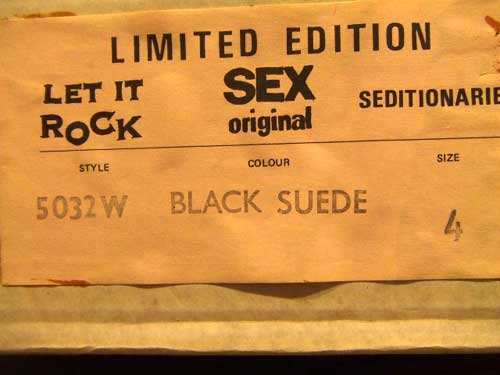 LIMITED EDITION
LET IT ROCK
SEX original
SEDITIONARIE
STYLE COLOUR SIZE
5032W BLACK SUEDE 4